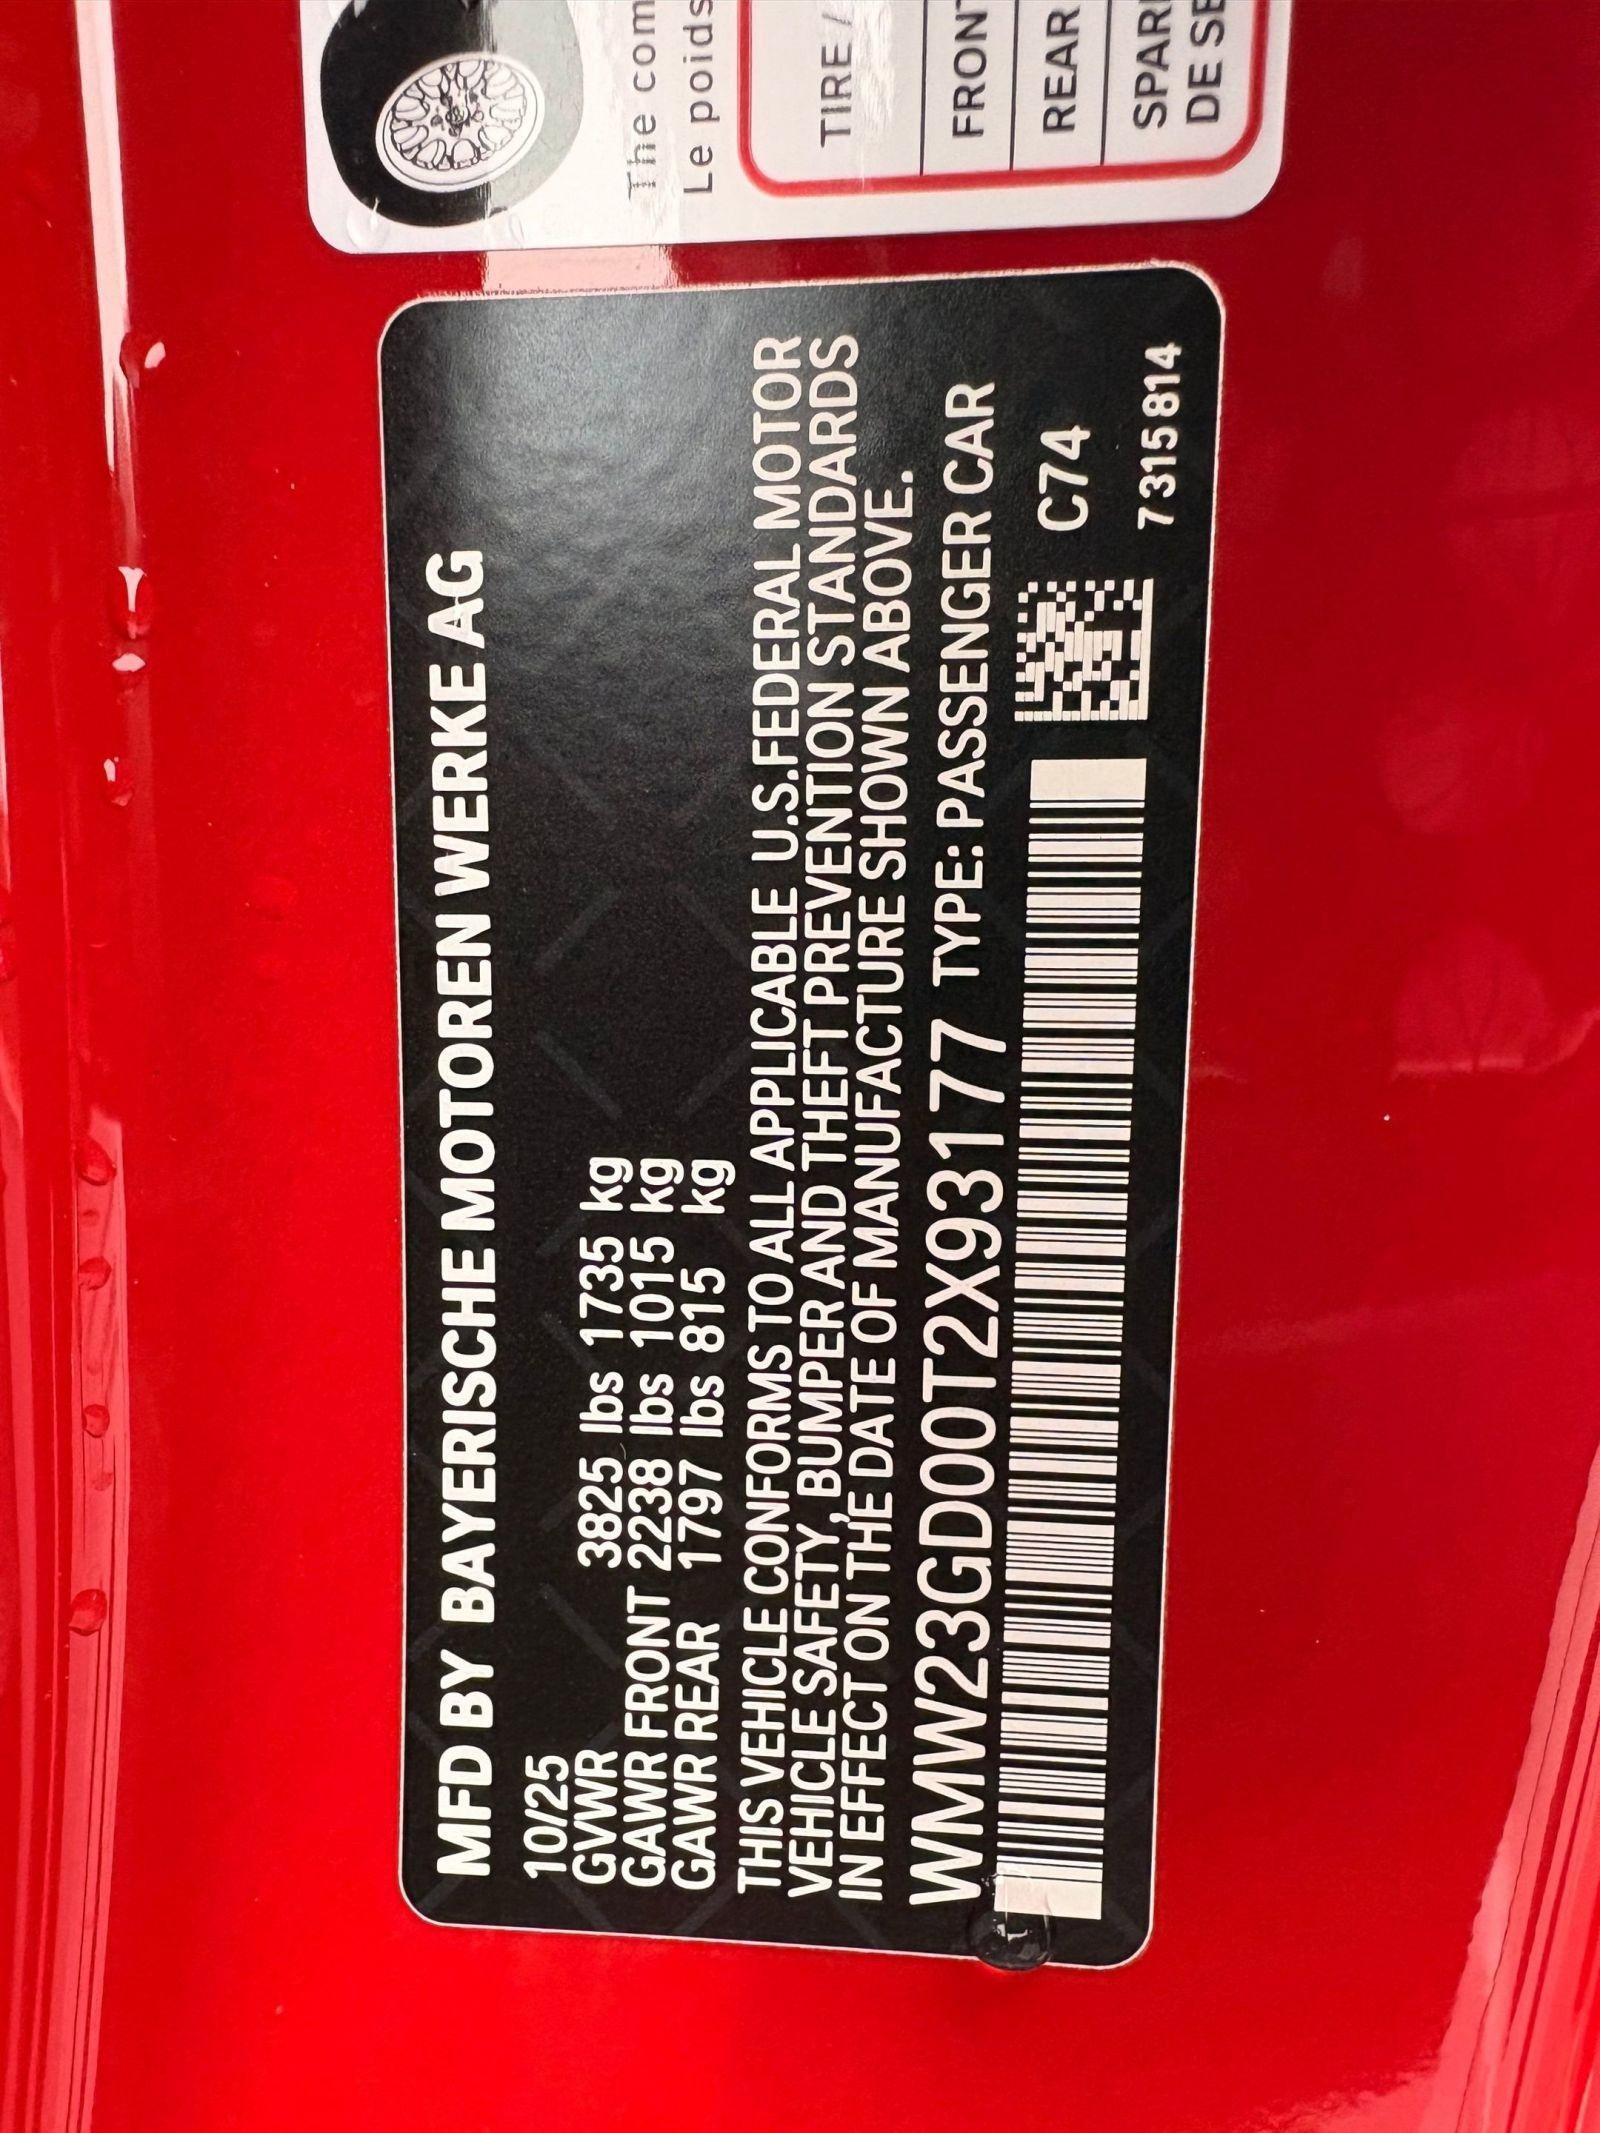 The com
Le poids
TIRE /
FRONT
REAR
SPAR
DE SE
MFD BY BAYERISCHE MOTOREN WERKE AG
10/25
GVWR 3825 lbs 1735 kg
GAWR FRONT 2238 lbs 1015 kg
GAWR REAR 1797 lbs 815 kg
THIS VEHICLE CONFORMS TO ALL APPLICABLE U.S.FEDERAL MOTOR
VEHICLE SAFETY, BUMPER AND THEFT PREVENTION STANDARDS
IN EFFECT ON THE DATE OF MANUFACTURE SHOWN ABOVE.
WMW23GD00T2X93177 TYPE: PASSENGER CAR
C74
7 315 814